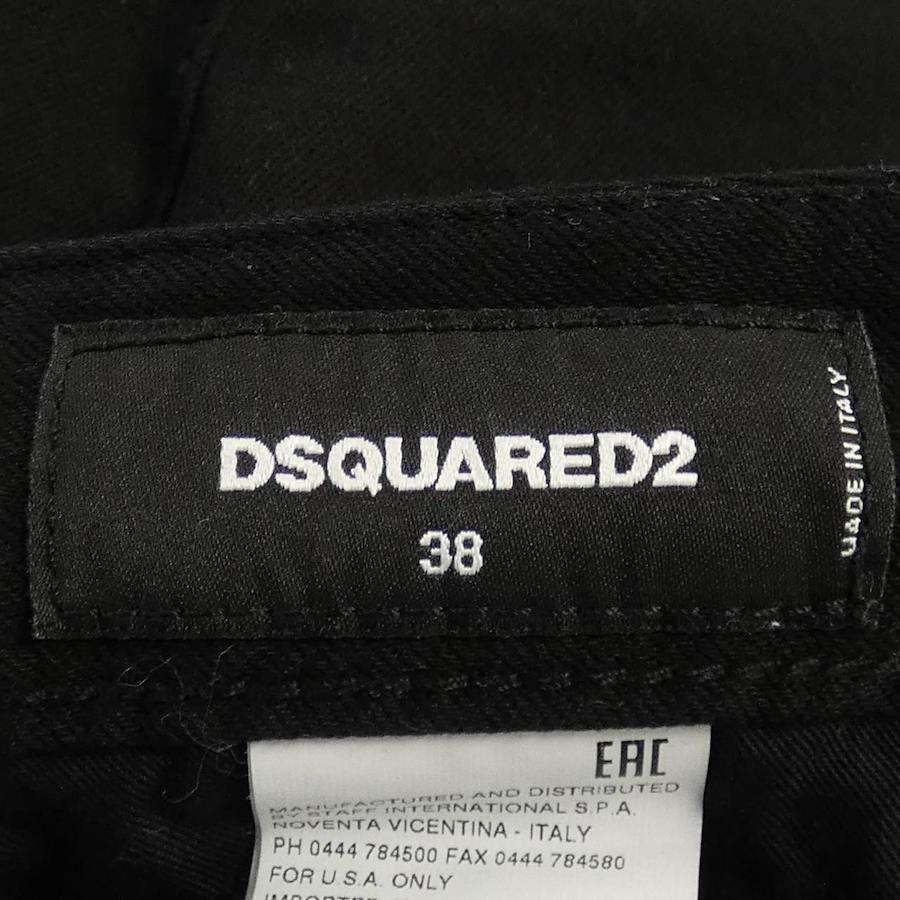 DSQUARED2
38
MADE IN ITALY
EAC
MANUFACTURED AND DISTRIBUTED
BY STAFF INTERNATIONAL S.P.A.
NOVENTA VICENTINA - ITALY
PH 0444 784500 FAX 0444 784580
FOR U.S.A. ONLY
IMPORTED